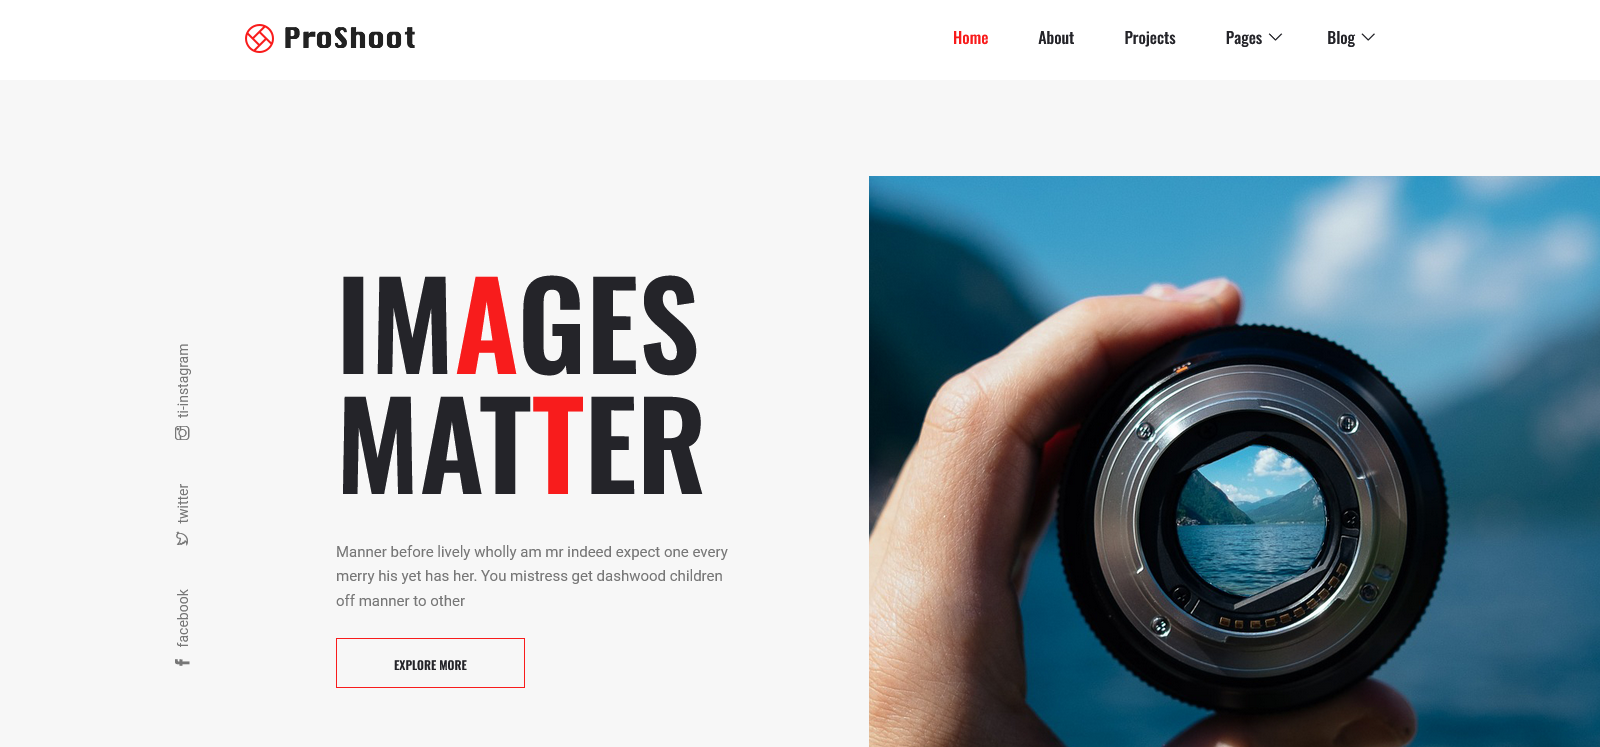 ProShoot
Home
About
Projects
Pages
Blog
IMAGES
MATTER
Manner before lively wholly am mr indeed expect one every
merry his yet has her. You mistress get dashwood children
off manner to other
EXPLORE MORE
ti-instagram
twitter
facebook